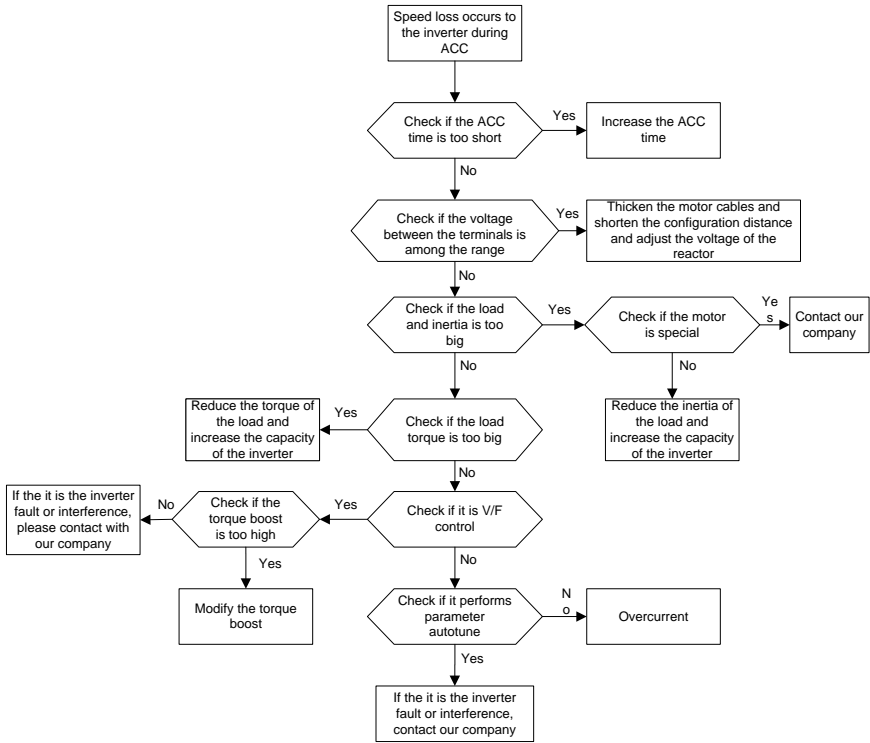 Speed loss occurs to
the inverter during
ACC
Check if the ACC
time is too short
Yes
Increase the ACC
time
No
Check if the voltage
between the terminals is
among the range
Yes
Thicken the motor cables and
shorten the configuration distance
and adjust the voltage of the
reactor
No
Check if the load
and inertia is too
big
Yes
Check if the motor
is special
Ye
s
Contact our
company
No
No
Reduce the inertia of
the load and
increase the capacity
of the inverter
Check if the load
torque is too big
Yes
Reduce the torque of
the load and
increase the capacity
of the inverter
No
Check if it is V/F
control
Yes
Check if the
torque boost
is too high
No
If the it is the inverter
fault or interference,
please contact with
our company
Yes
Modify the torque
boost
No
Check if it performs
parameter
autotune
N
o
Overcurrent
Yes
If the it is the inverter
fault or interference,
contact our company